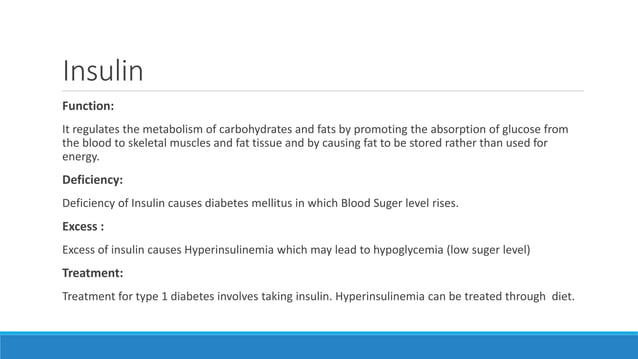 Insulin
Function:
It regulates the metabolism of carbohydrates and fats by promoting the absorption of glucose from
the blood to skeletal muscles and fat tissue and by causing fat to be stored rather than used for
energy.
Deficiency:
Deficiency of Insulin causes diabetes mellitus in which Blood Suger level rises.
Excess :
Excess of insulin causes Hyperinsulinemia which may lead to hypoglycemia (low suger level)
Treatment:
Treatment for type 1 diabetes involves taking insulin. Hyperinsulinemia can be treated through  diet.